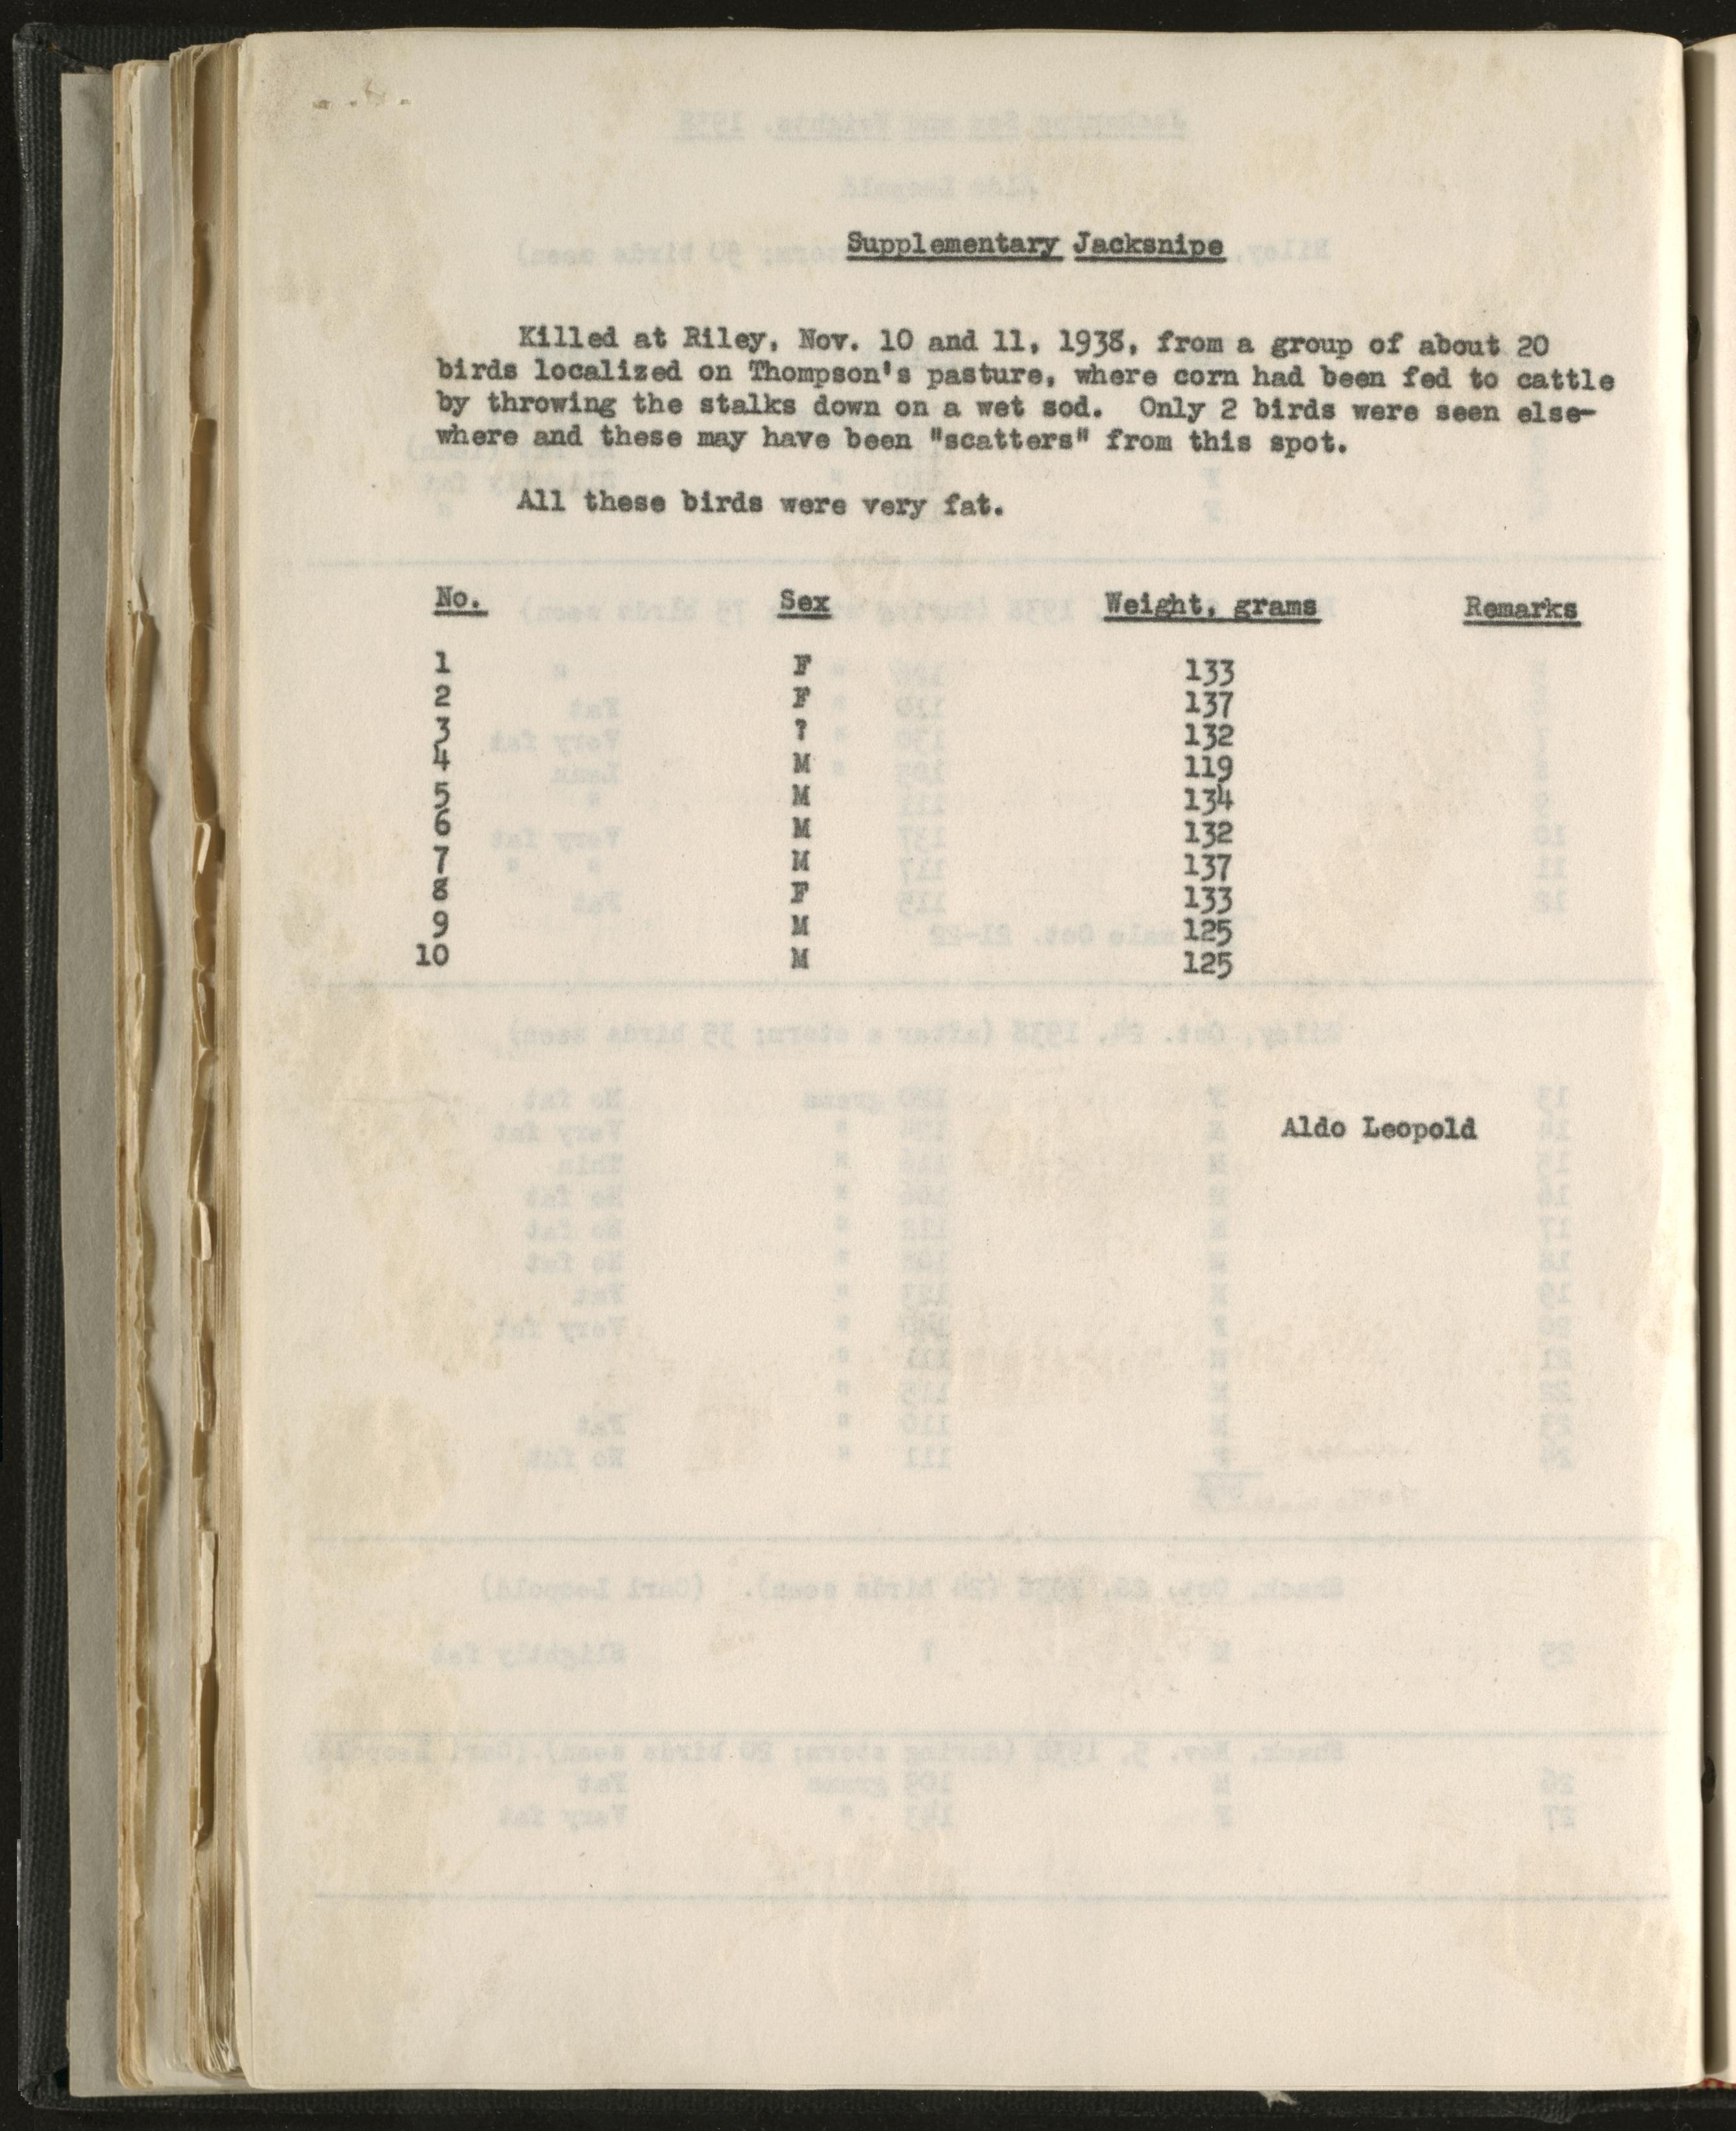 Supplementary Jacksnipe
Killed at Riley, Nov. 10 and 11, 1938, from a group of about 20
birds localized on Thompson's pasture, where corn had been fed to cattle
by throwing the stalks down on a wet sod. Only 2 birds were seen else-
where and these may have been "scatters" from this spot.
All these birds were very fat.
No. Sex Weight, grams Remarks
1 F 133
2 F 137
3 ? 132
4 M 119
5 M 134
6 M 132
7 M 137
8 F 133
9 M 125
10 M 125
Aldo Leopold